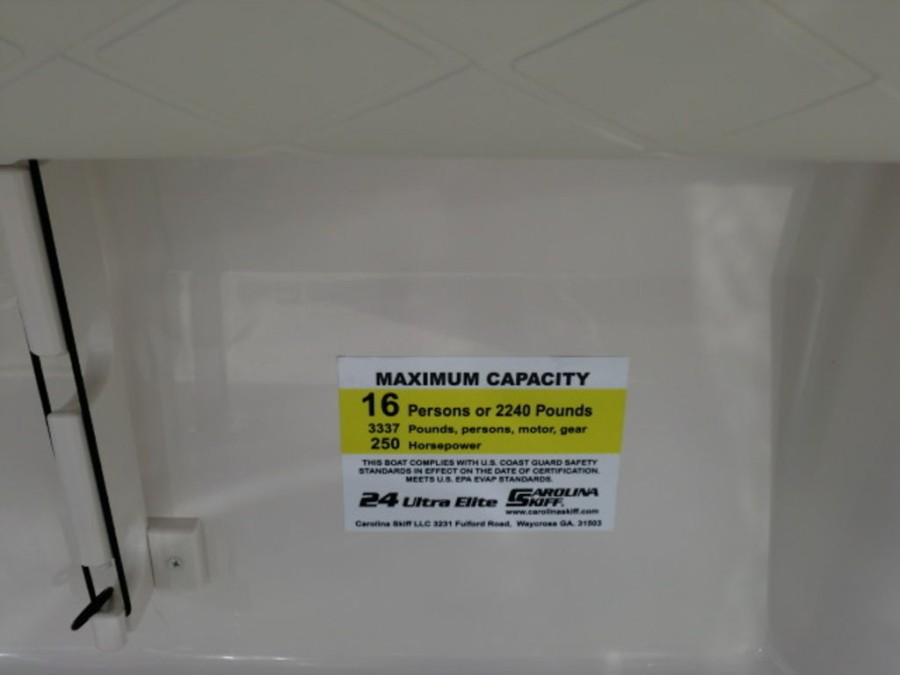 MAXIMUM CAPACITY
16 Persons or 2240 Pounds
3337 Pounds, persons, motor, gear
250 Horsepower
THIS BOAT COMPLIES WITH U.S. COAST GUARD SAFETY
STANDARDS IN EFFECT ON THE DATE OF CERTIFICATION.
MEETS U.S. EPA EVAP STANDARDS.
24 Ultra Elite CAROLINA SKIFF
www.carolinaskiff.com
Carolina Skiff LLC 3231 Fulford Road, Waycross GA. 31503